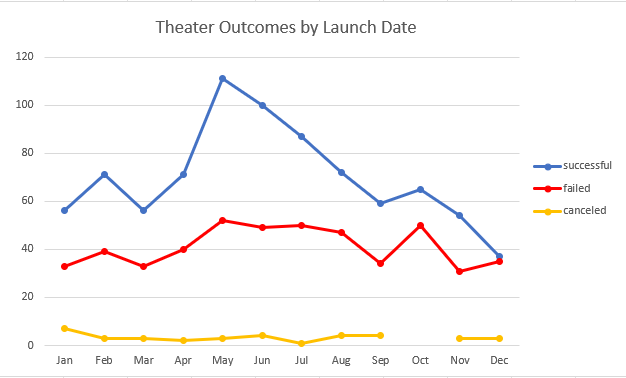 Theater Outcomes by Launch Date
120
100
80
60
40
20
0
Jan Feb Mar Apr May Jun Jul Aug Sep Oct Nov Dec
successful
failed
canceled